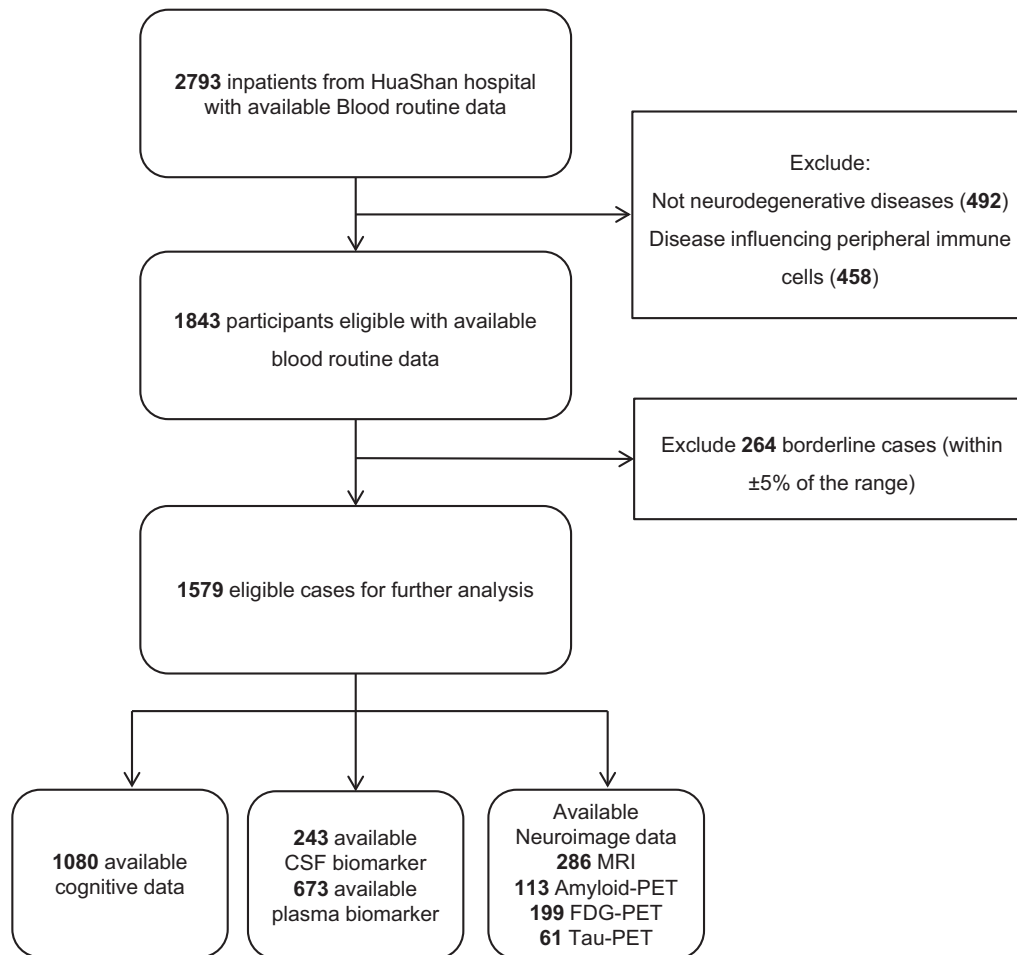 2793 inpatients from HuaShan hospital
with available Blood routine data
Exclude:
Not neurodegenerative diseases (492)
Disease influencing peripheral immune
cells (458)
1843 participants eligible with available
blood routine data
Exclude 264 borderline cases (within
±5% of the range)
1579 eligible cases for further analysis
1080 available
cognitive data
243 available
CSF biomarker
673 available
plasma biomarker
Available
Neuroimage data
286 MRI
113 Amyloid-PET
199 FDG-PET
61 Tau-PET